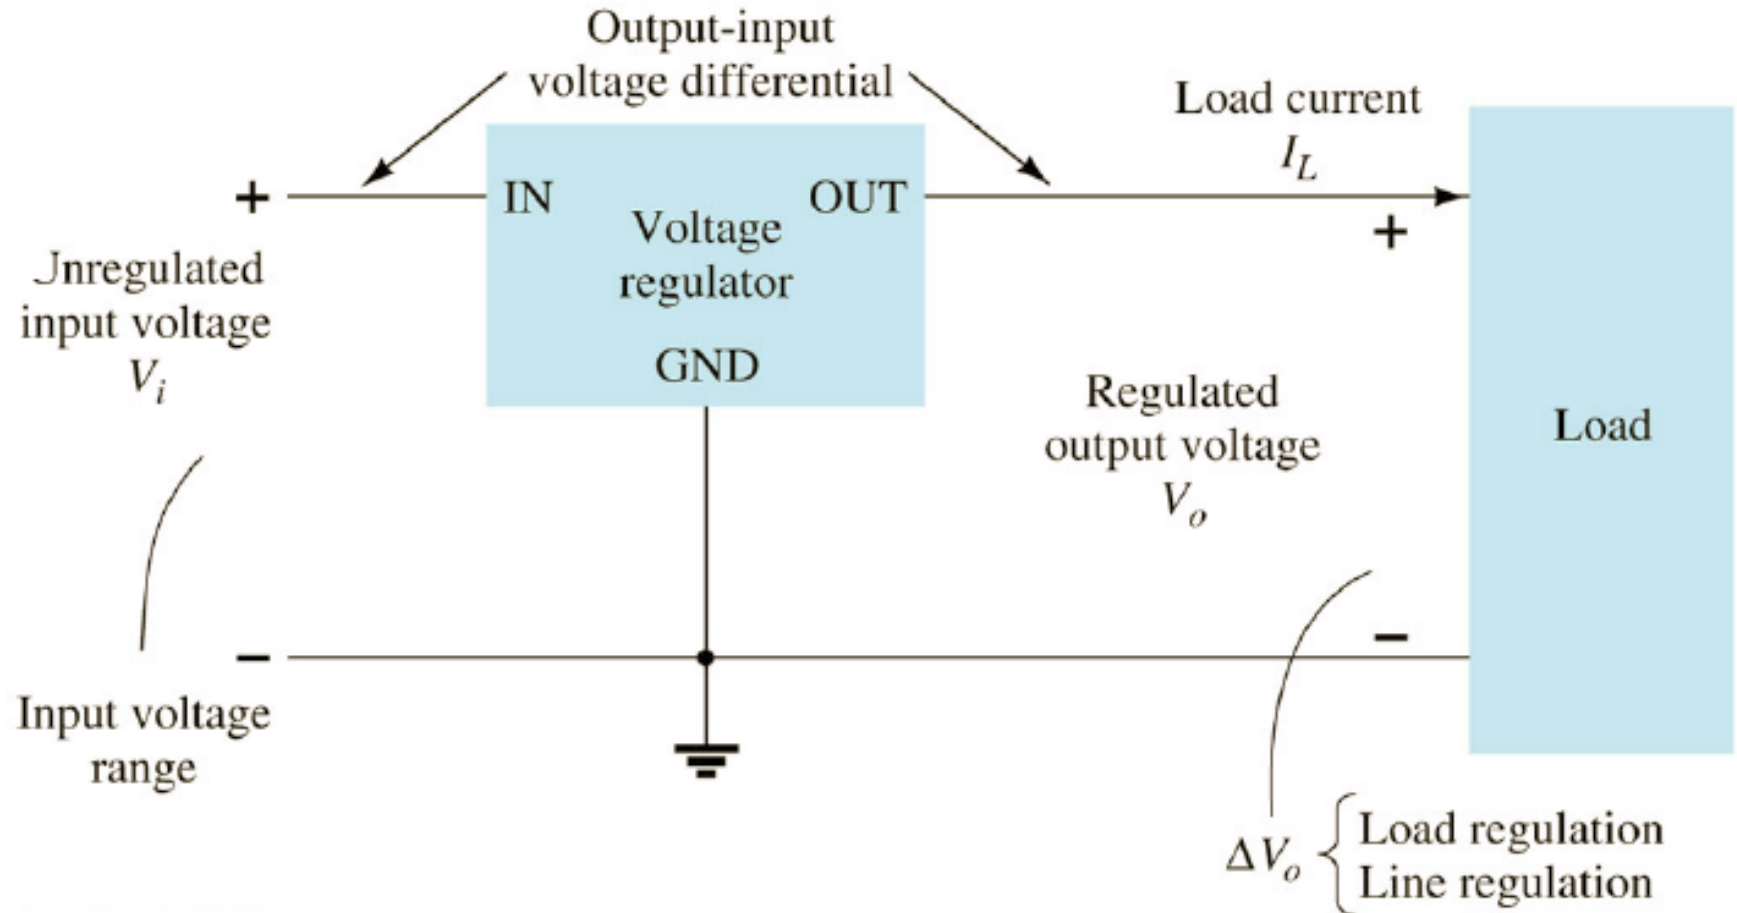 Output-input
voltage differential
Load current
I_L
+
IN
OUT
+
Voltage
regulator
Jnregulated
input voltage
V_i
GND
Regulated
output voltage
V_o
Load
−
−
Input voltage
range
ΔV_o
Load regulation
Line regulation